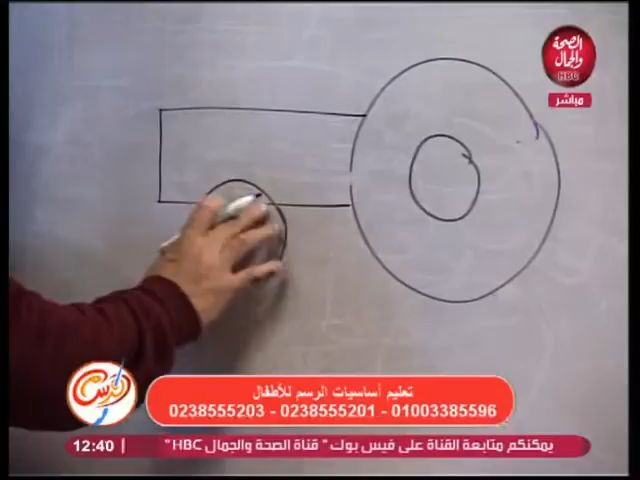 الصحة
والجمال
HBC
مباشر
تعليم أساسيات الرسم للأطفال
0238555203 - 0238555201 - 01003385596
12:40
يمكنكم متابعة القناة على فيس بوك " قناة الصحة والجمال HBC"